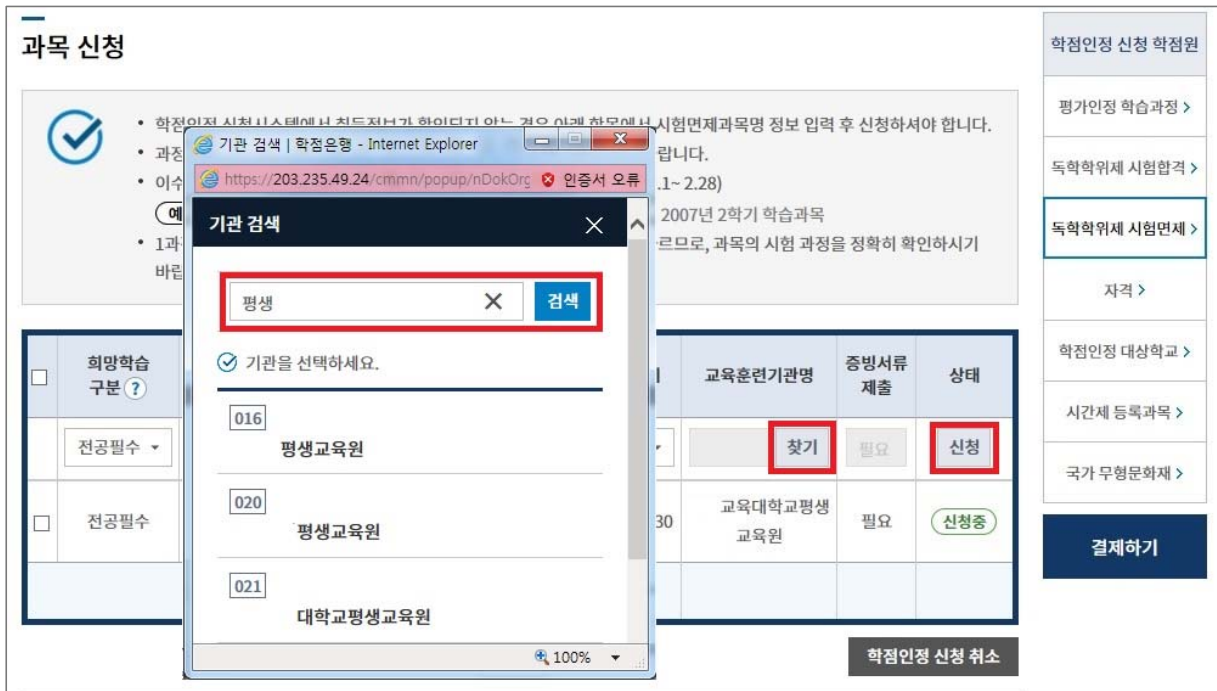 과목 신청
학점인정 신청시스템에서 취득정보가 확인되지 않는 경우 아래 항목에서 시험면제과목명 정보 입력 후 신청하셔야 합니다.
과정
랍니다.
이수
.1~ 2.28)
예
2007년 2학기 학습과목
1과
르므로, 과목의 시험 과정을 정확히 확인하시기
바랍
기관 검색 | 학점은행 - Internet Explorer
https://203.235.49.24/cmmn/popup/nDokOrg 인증서 오류
기관 검색
평생
검색
기관을 선택하세요.
016
평생교육원
020
평생교육원
021
대학교평생교육원
100%
희망학습
구분 ?
교육훈련기관명
증빙서류
제출
상태
전공필수
찾기
필요
신청
전공필수
30
교육대학교평생
교육원
필요
신청중
학점인정 신청 취소
학점인정 신청 학점원
평가인정 학습과정
독학학위제 시험합격
독학학위제 시험면제
자격
학점인정 대상학교
시간제 등록과목
국가 무형문화재
결제하기